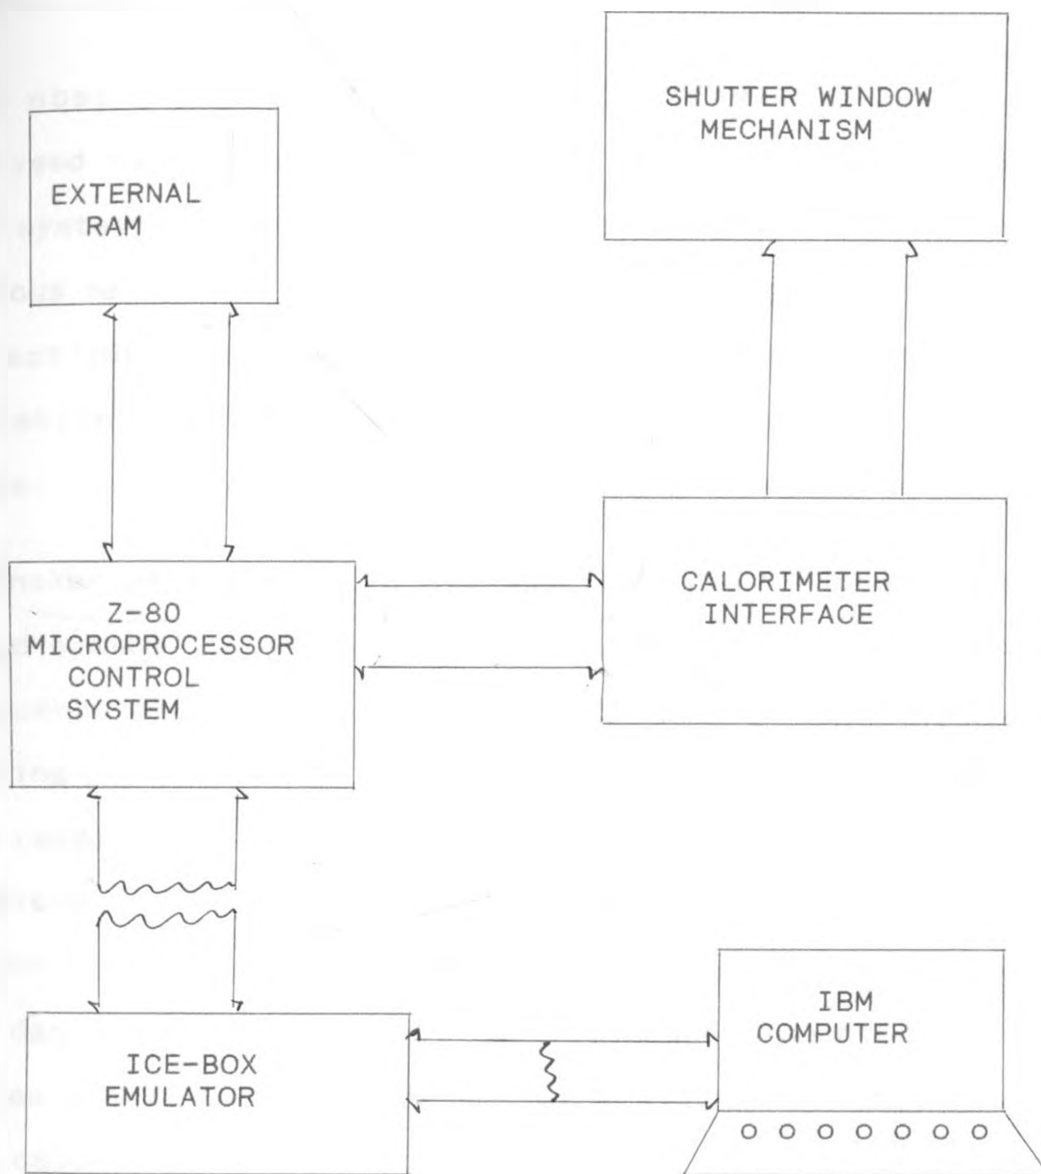 SHUTTER WINDOW
MECHANISM
EXTERNAL
RAM
Z-80
MICROPROCESSOR
CONTROL
SYSTEM
CALORIMETER
INTERFACE
ICE-BOX
EMULATOR
IBM
COMPUTER